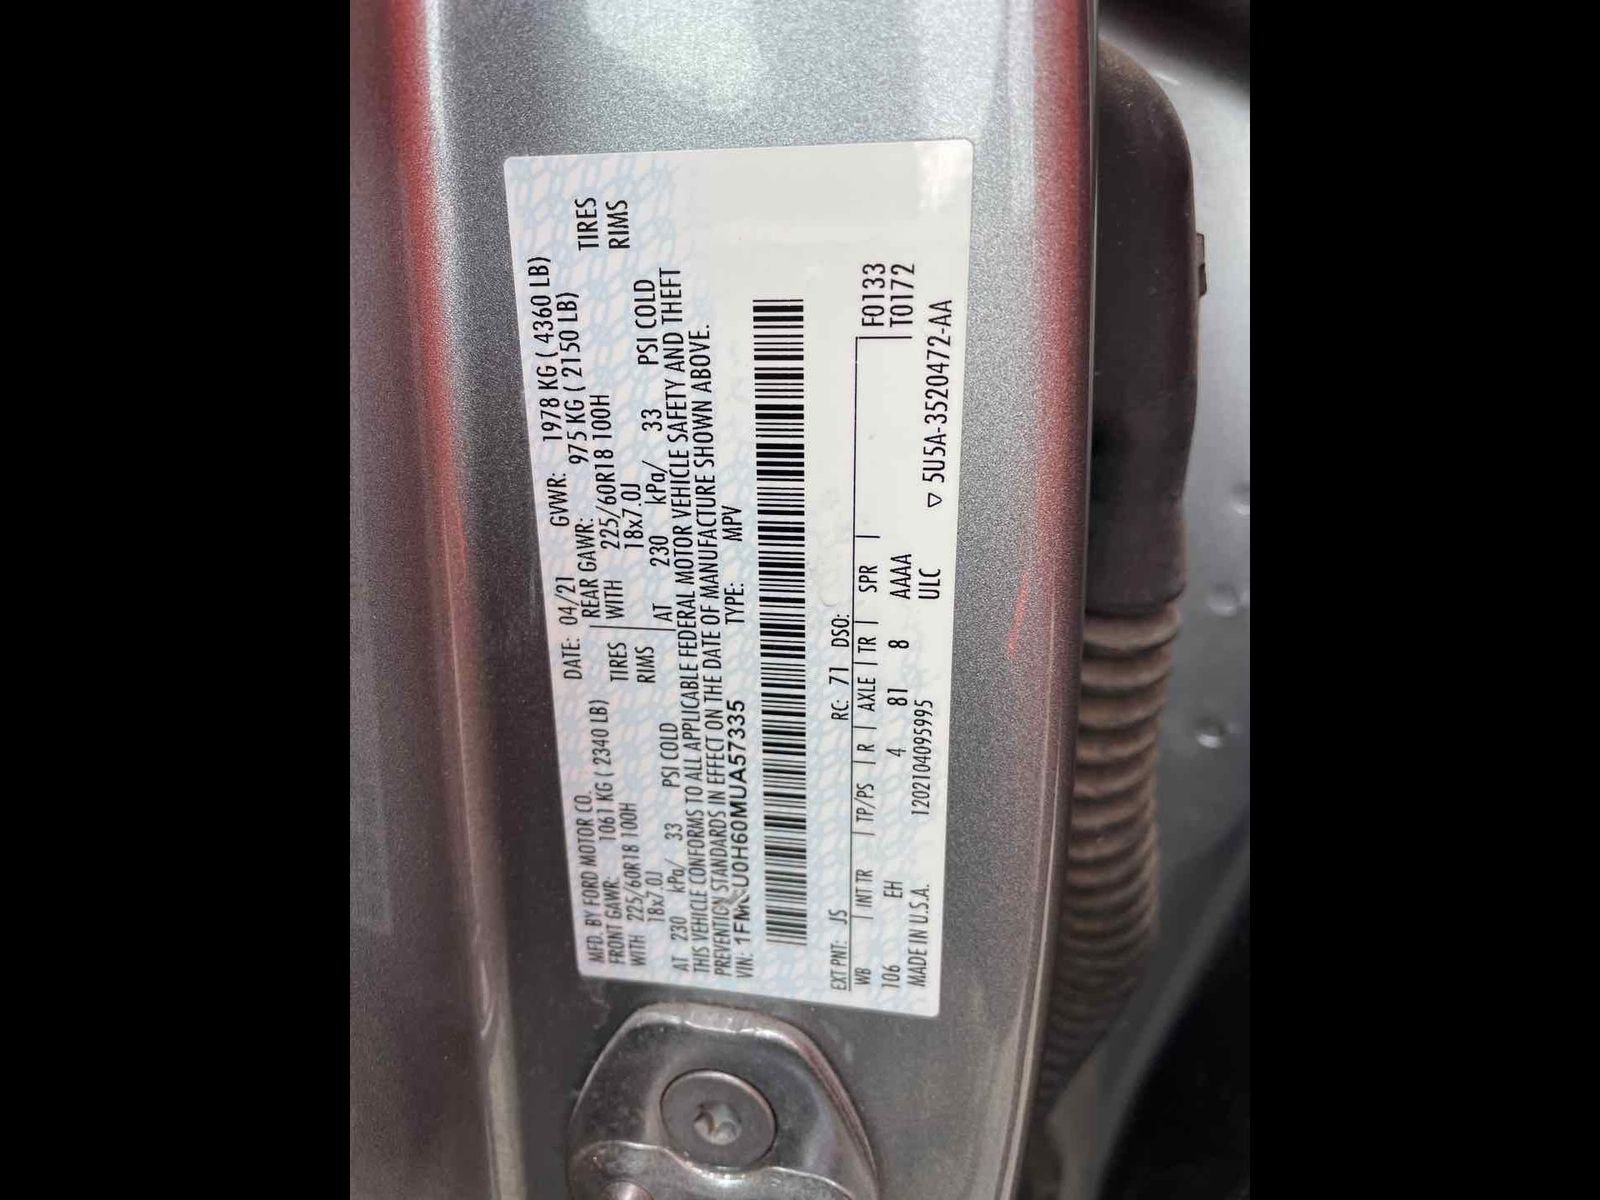 MFD. BY FORD MOTOR CO.
DATE: 04/21 GVWR: 1978 KG ( 4360 LB)
FRONT GAWR: 1061 KG ( 2340 LB) REAR GAWR: 975 KG ( 2150 LB)
WITH 225/60R18 100H TIRES WITH 225/60R18 100H TIRES
18x7.0J RIMS 18x7.0J RIMS
AT 230 kPa/ 33 PSI COLD AT 230 kPa/ 33 PSI COLD
THIS VEHICLE CONFORMS TO ALL APPLICABLE FEDERAL MOTOR VEHICLE SAFETY AND THEFT
PREVENTION STANDARDS IN EFFECT ON THE DATE OF MANUFACTURE SHOWN ABOVE.
VIN: TYPE: MPV
EXT PNT: JS RC: 71 DSO:
WB | INT TR | TP/PS | R | AXLE | TR | SPR | F0133
106 EH 4 81 8 AAAA T0172
MADE IN U.S.A. 1202104095995 ULC ▽ 5U5A-3520472-AA